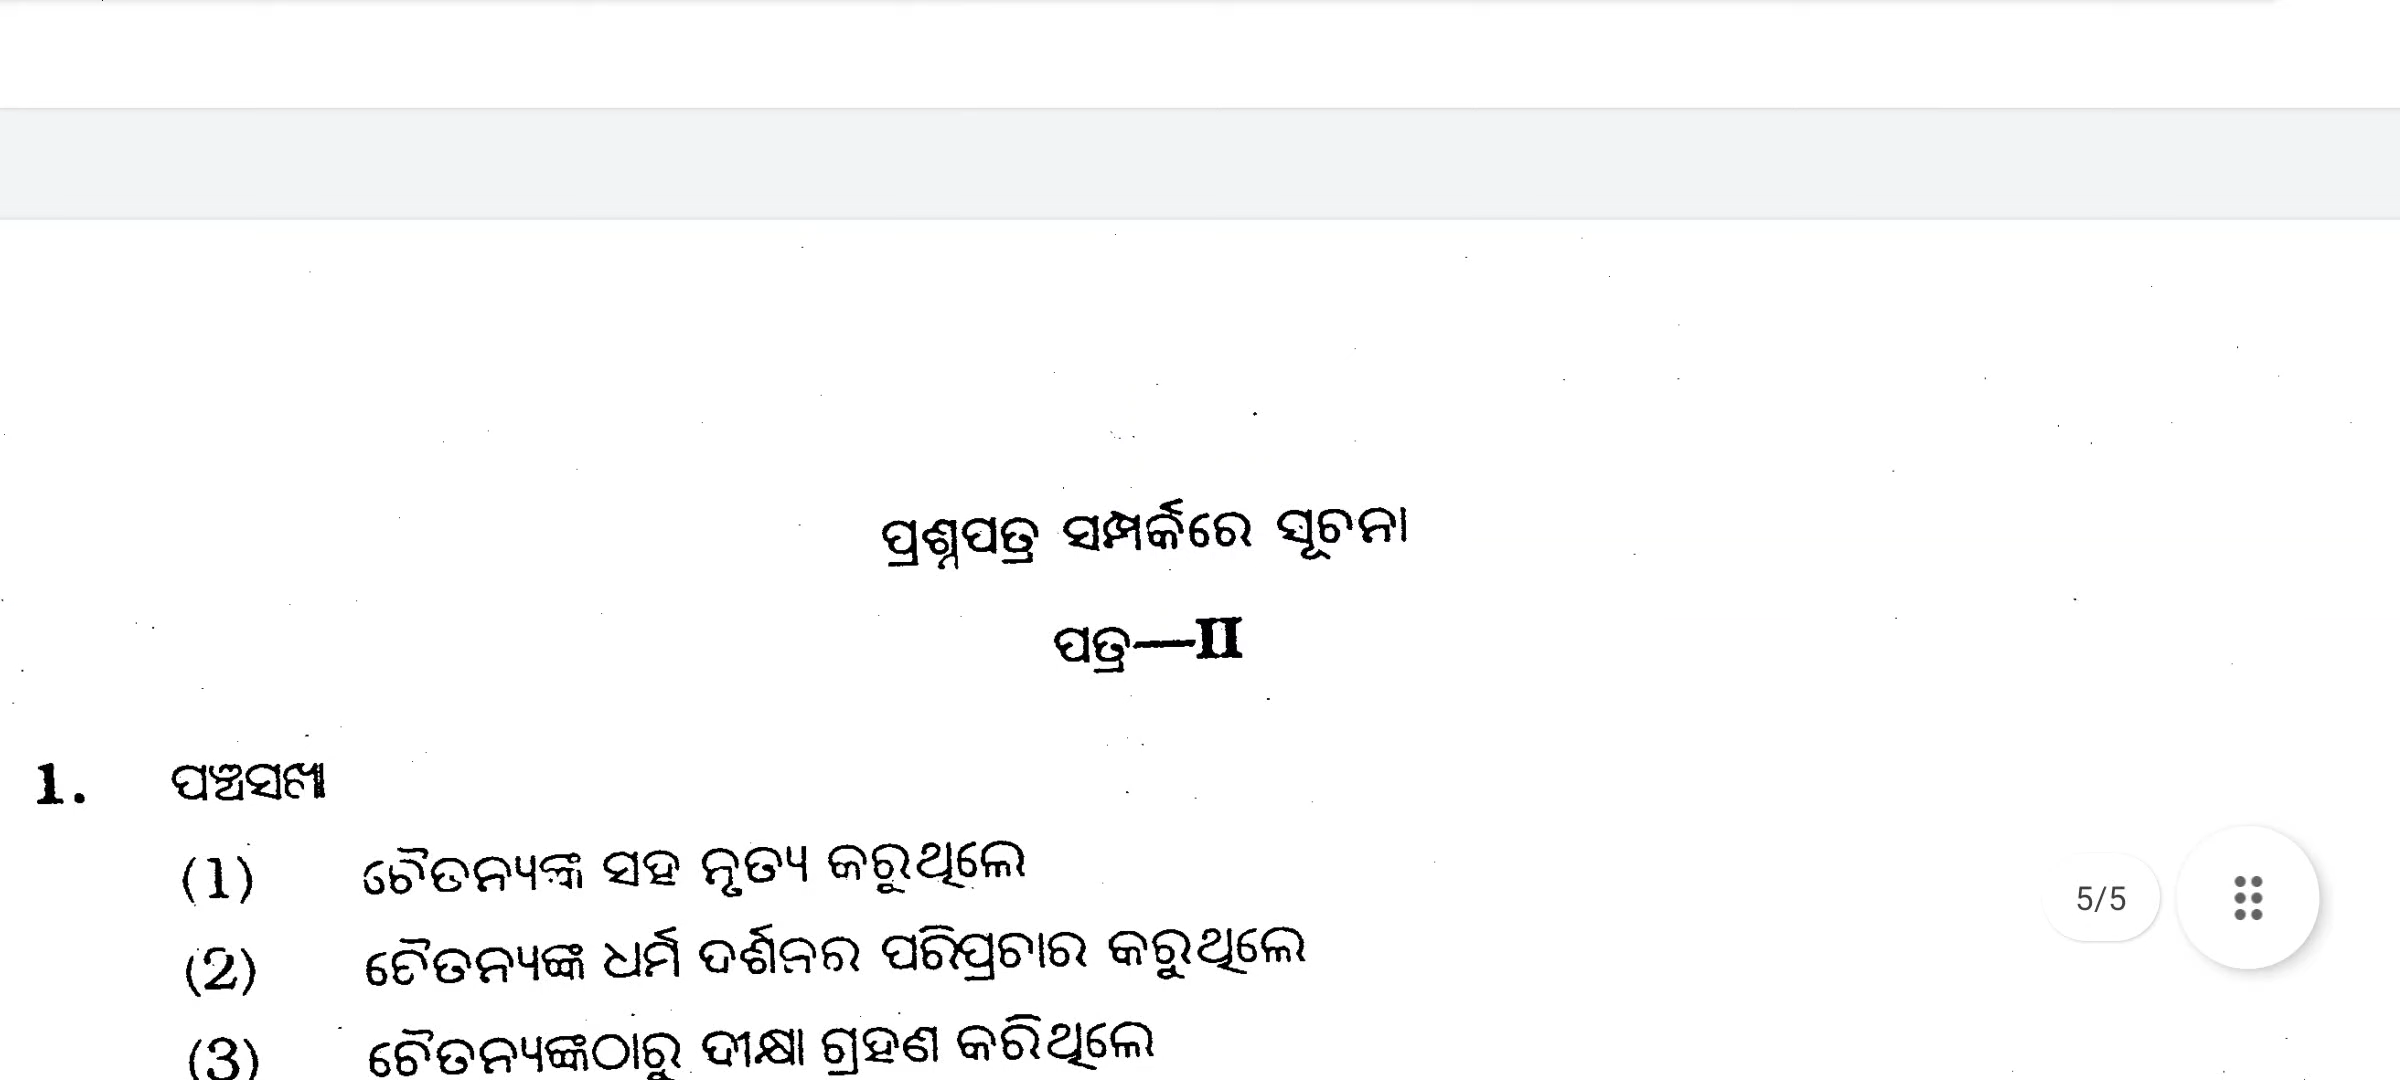 ପ୍ରଶ୍ନପତ୍ର ସମ୍ପର୍କରେ ସୂଚନା
ପତ୍ର—II
1. ପଞ୍ଚସଖା
(1) ଚୈତନ୍ୟଙ୍କ ସହ ନୃତ୍ୟ କରୁଥିଲେ
(2) ଚୈତନ୍ୟଙ୍କ ଧର୍ମ ଦର୍ଶନର ପରିପ୍ରଚାର କରୁଥିଲେ
5/5
(3) ଚୈତନ୍ୟଙ୍କଠାରୁ ଦୀକ୍ଷା ଗ୍ରହଣ କରିଥିଲେ